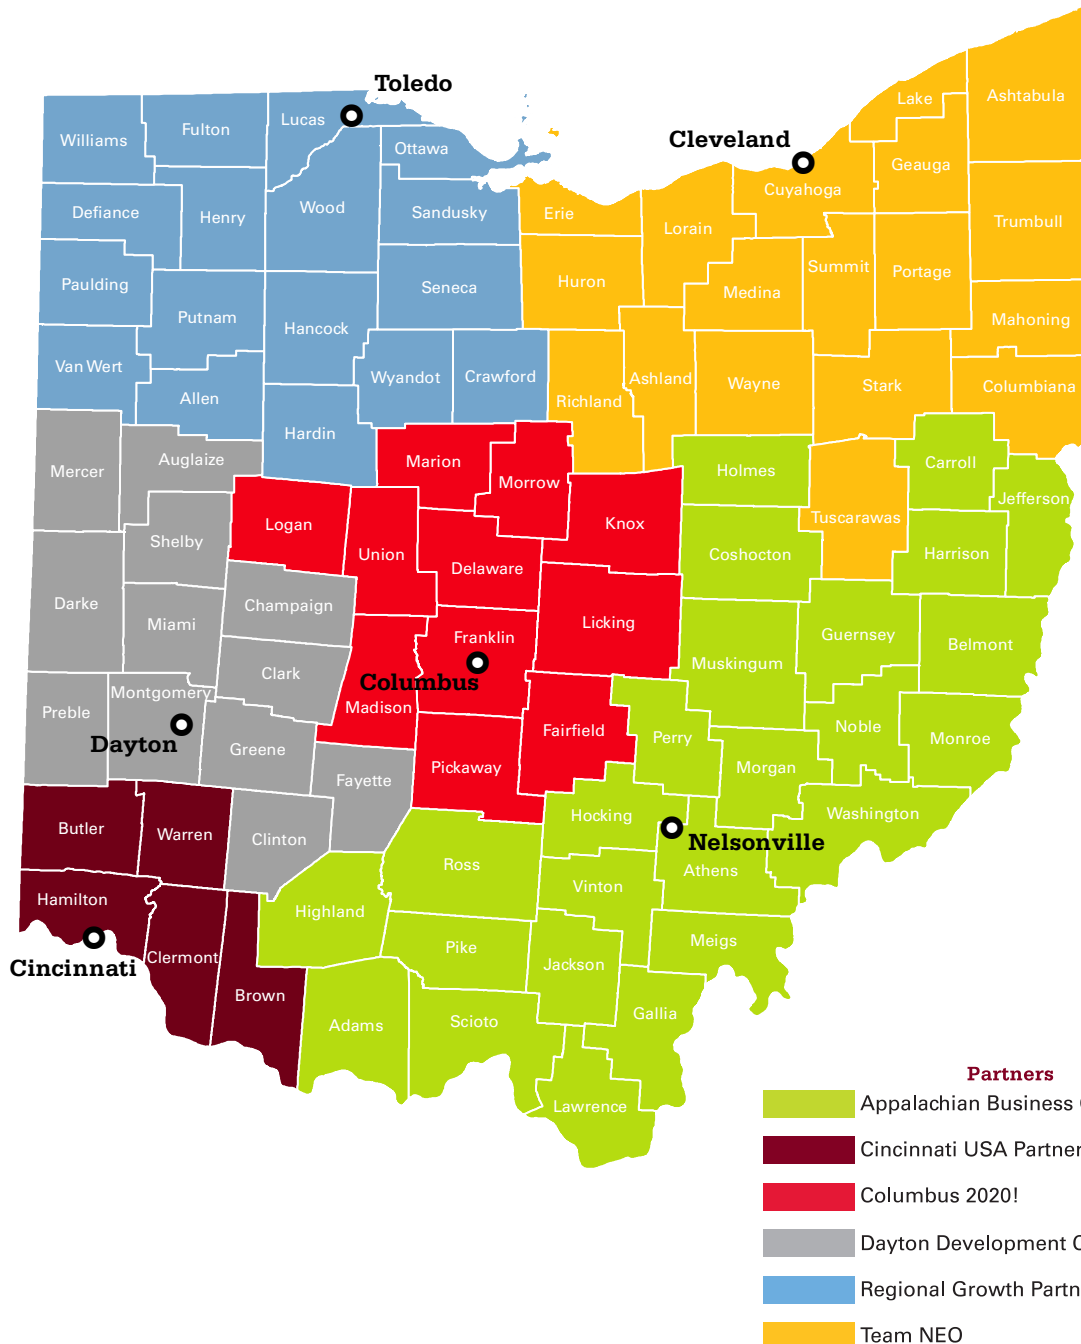 Toledo
Lake
Ashtabula
Lucas
Fulton
Williams
Cleveland
Ottawa
Geauga
Cuyahoga
Wood
Defiance
Sandusky
Erie
Henry
Trumbull
Lorain
Summit
Portage
Huron
Paulding
Seneca
Medina
Putnam
Mahoning
Hancock
Van Wert
Wyandot
Crawford
Ashland
Wayne
Stark
Columbiana
Allen
Richland
Hardin
Auglaize
Marion
Carroll
Mercer
Holmes
Morrow
Jefferson
Tuscarawas
Logan
Knox
Shelby
Union
Coshocton
Harrison
Delaware
Darke
Champaign
Miami
Licking
Franklin
Guernsey
Belmont
Muskingum
Clark
Columbus
Montgomery
Madison
Preble
Noble
Fairfield
Perry
Monroe
Dayton
Greene
Pickaway
Morgan
Fayette
Washington
Hocking
Butler
Warren
Clinton
Nelsonville
Ross
Athens
Vinton
Hamilton
Highland
Meigs
Pike
Clermont
Jackson
Cincinnati
Brown
Gallia
Scioto
Adams
Lawrence
Partners
Appalachian Business
Cincinnati USA Partner
Columbus 2020!
Dayton Development
Regional Growth Partn
Team NEO